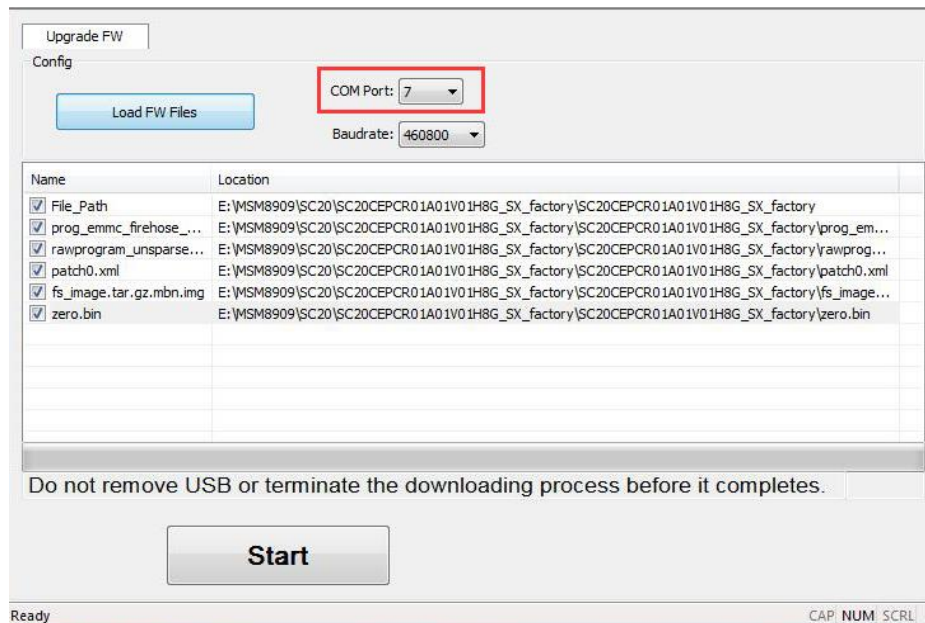 Upgrade FW
Config
Load FW Files
COM Port: 7
Baudrate: 460800
Name Location
File_Path E:\MSM8909\SC20\SC20CEPCR01A01V01H8G_SX_factory\SC20CEPCR01A01V01H8G_SX_factory
prog_emmc_firehose_... E:\MSM8909\SC20\SC20CEPCR01A01V01H8G_SX_factory\SC20CEPCR01A01V01H8G_SX_factory\prog_em...
rawprogram_unsparse... E:\MSM8909\SC20\SC20CEPCR01A01V01H8G_SX_factory\SC20CEPCR01A01V01H8G_SX_factory\rawprog...
patch0.xml E:\MSM8909\SC20\SC20CEPCR01A01V01H8G_SX_factory\SC20CEPCR01A01V01H8G_SX_factory\patch0.xml
fs_image.tar.gz.mbn.img E:\MSM8909\SC20\SC20CEPCR01A01V01H8G_SX_factory\SC20CEPCR01A01V01H8G_SX_factory\fs_image...
zero.bin E:\MSM8909\SC20\SC20CEPCR01A01V01H8G_SX_factory\SC20CEPCR01A01V01H8G_SX_factory\zero.bin
Do not remove USB or terminate the downloading process before it completes.
Start
Ready CAP NUM SCRL